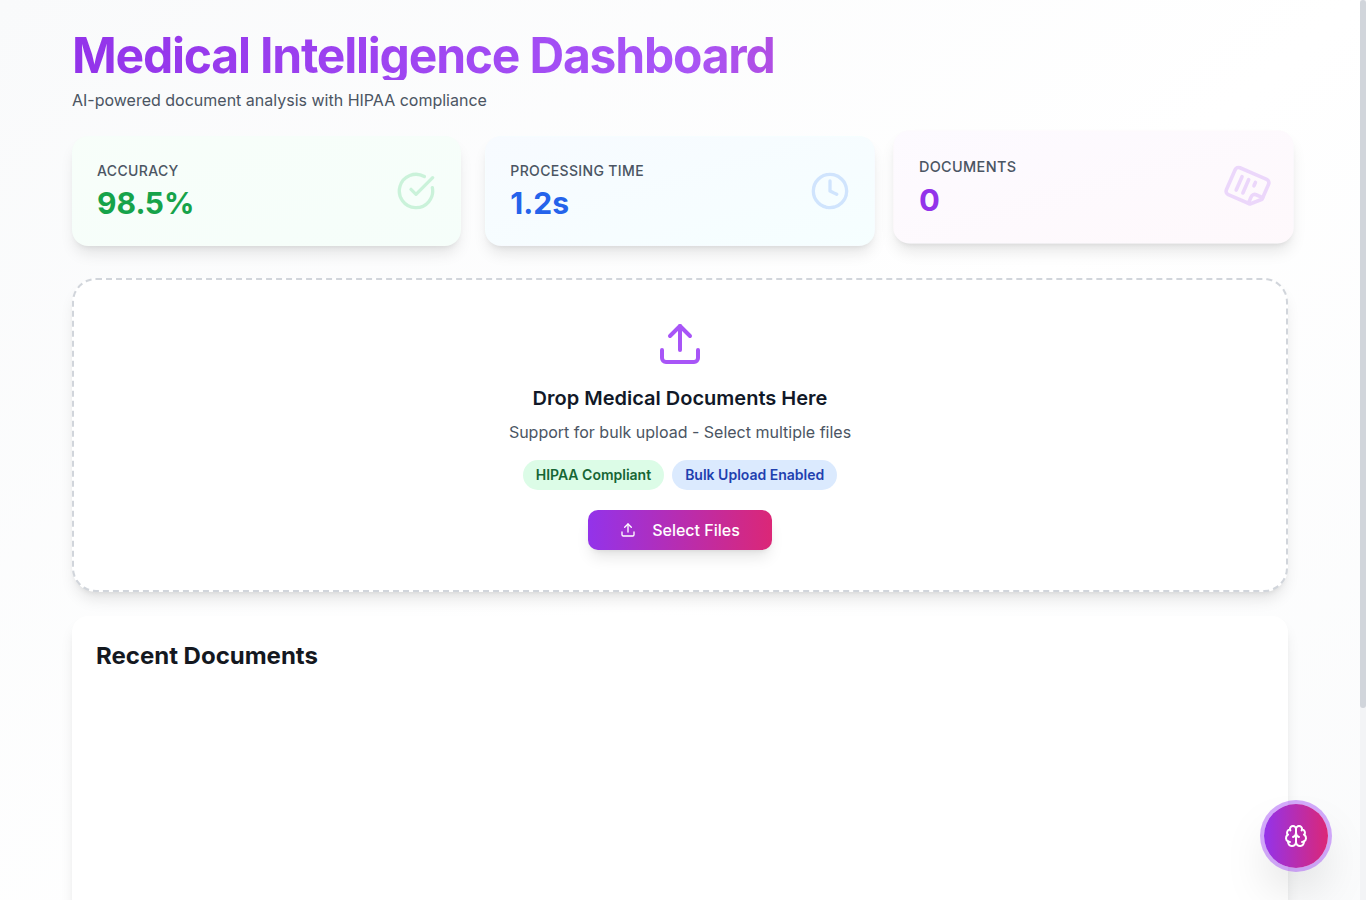 Medical Intelligence Dashboard
AI-powered document analysis with HIPAA compliance
ACCURACY
98.5%
PROCESSING TIME
1.2s
DOCUMENTS
0
Drop Medical Documents Here
Support for bulk upload - Select multiple files
HIPAA Compliant
Bulk Upload Enabled
Select Files
Recent Documents